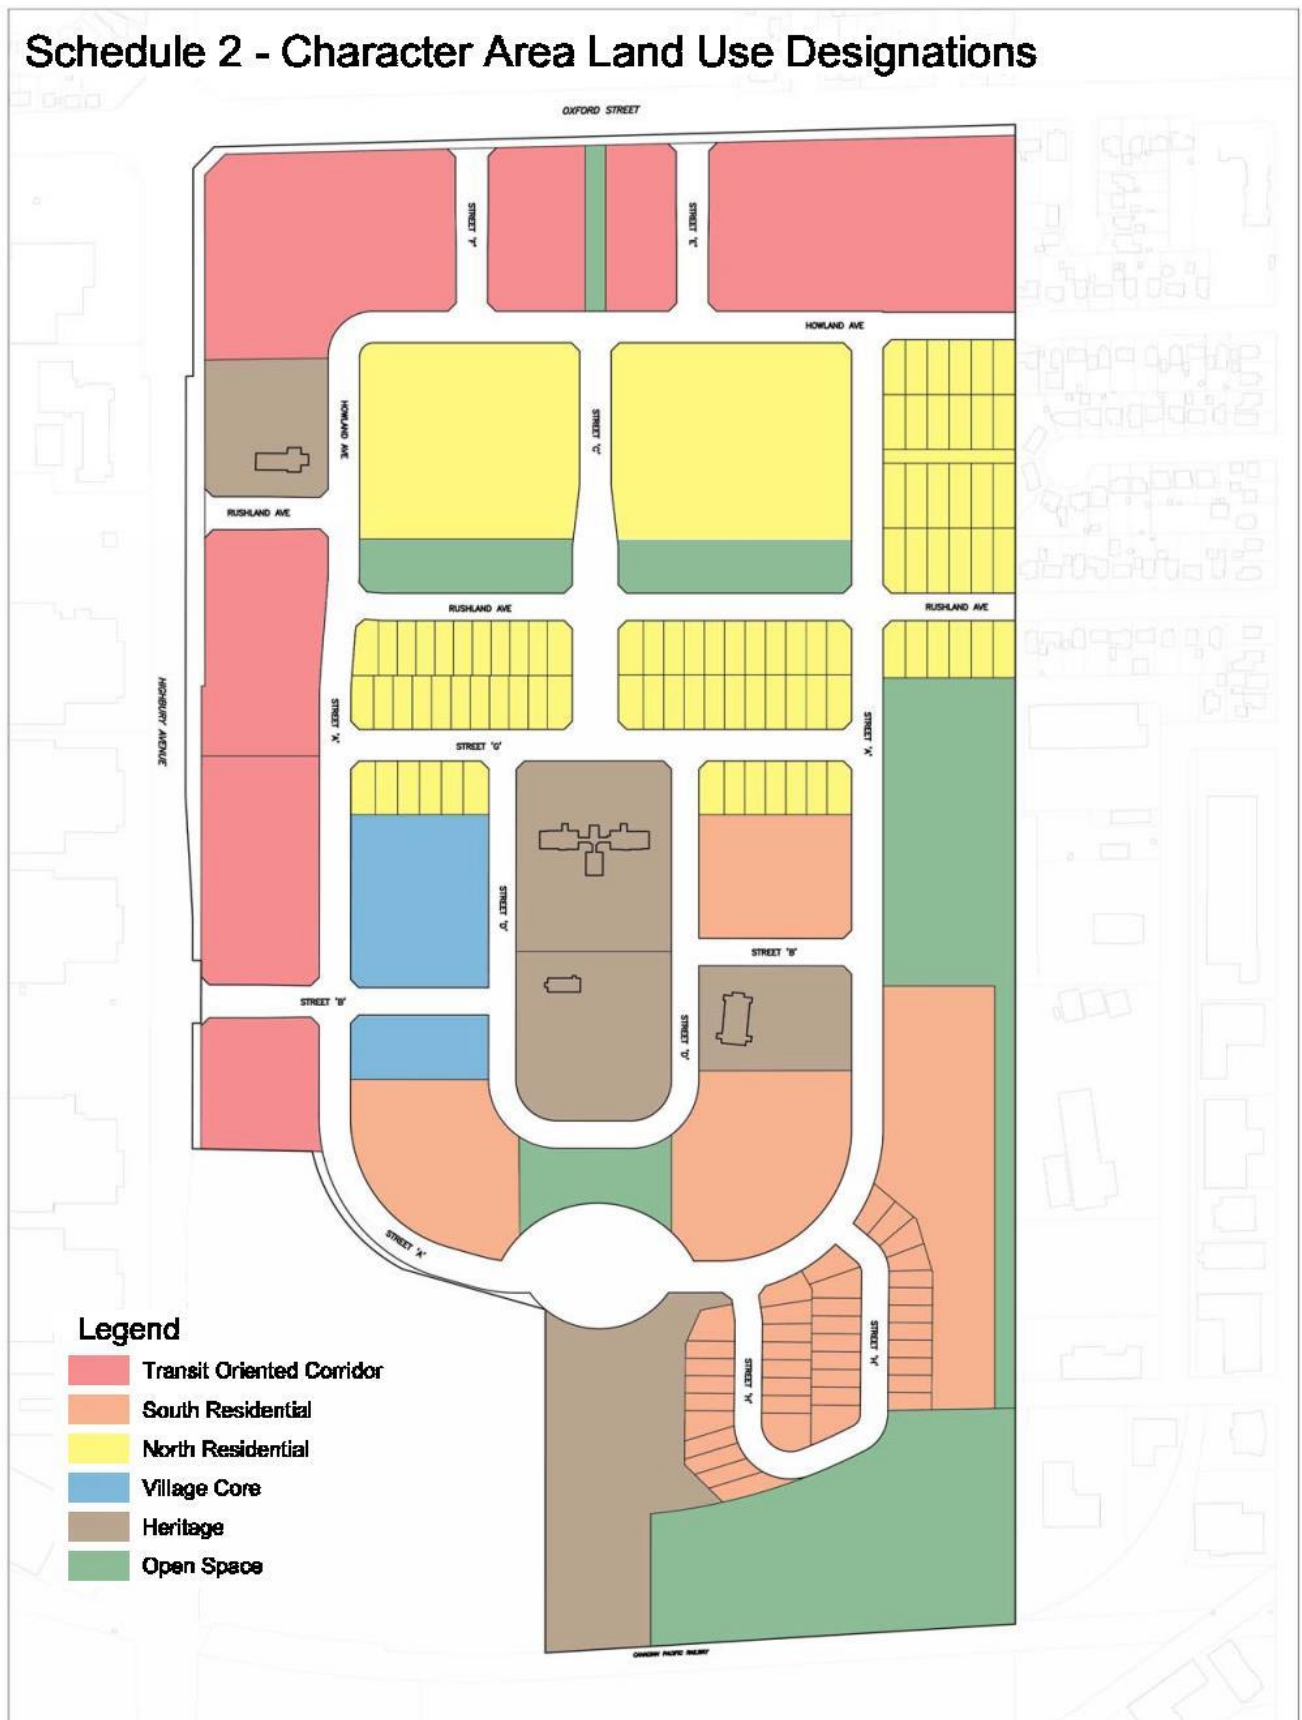 Schedule 2 - Character Area Land Use Designations
OXFORD STREET
STREET 'F'
STREET 'E'
HOWLAND AVE
HOWLAND AVE
STREET 'C'
RUSHLAND AVE
RUSHLAND AVE
RUSHLAND AVE
HIGHBURY AVENUE
STREET 'A'
STREET 'A'
STREET 'G'
STREET 'D'
STREET 'B'
STREET 'B'
STREET 'D'
STREET 'A'
STREET 'H'
STREET 'H'
Legend
Transit Oriented Corridor
South Residential
North Residential
Village Core
Heritage
Open Space
CANADIAN PACIFIC RAILWAY